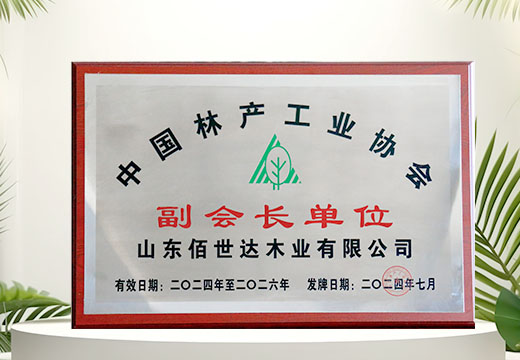 中国林产工业协会
副会长单位
山东佰世达木业有限公司
有效日期：二〇二四年至二〇二六年 发牌日期：二〇二四年七月